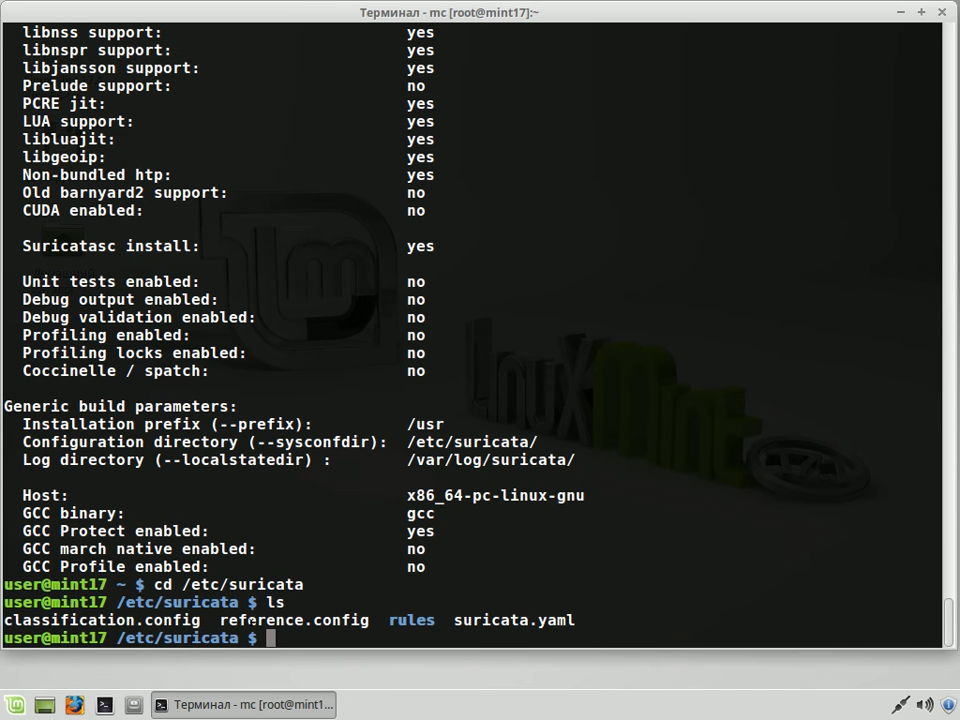 Терминал - mc [root@mint17]:~
libnss support: yes
libnspr support: yes
libjansson support: yes
Prelude support: no
PCRE jit: yes
LUA support: yes
libluajit: yes
libgeoip: yes
Non-bundled htp: yes
Old barnyard2 support: no
CUDA enabled: no
Suricatasc install: yes
Unit tests enabled: no
Debug output enabled: no
Debug validation enabled: no
Profiling enabled: no
Profiling locks enabled: no
Coccinelle / spatch: no
Generic build parameters:
Installation prefix (--prefix): /usr
Configuration directory (--sysconfdir): /etc/suricata/
Log directory (--localstatedir) : /var/log/suricata/
Host: x86_64-pc-linux-gnu
GCC binary: gcc
GCC Protect enabled: yes
GCC march native enabled: no
GCC Profile enabled: no
user@mint17 ~ $ cd /etc/suricata
user@mint17 /etc/suricata $ ls
classification.config reference.config rules suricata.yaml
user@mint17 /etc/suricata $
LinuxMint
17
Терминал - mc [root@mint1...